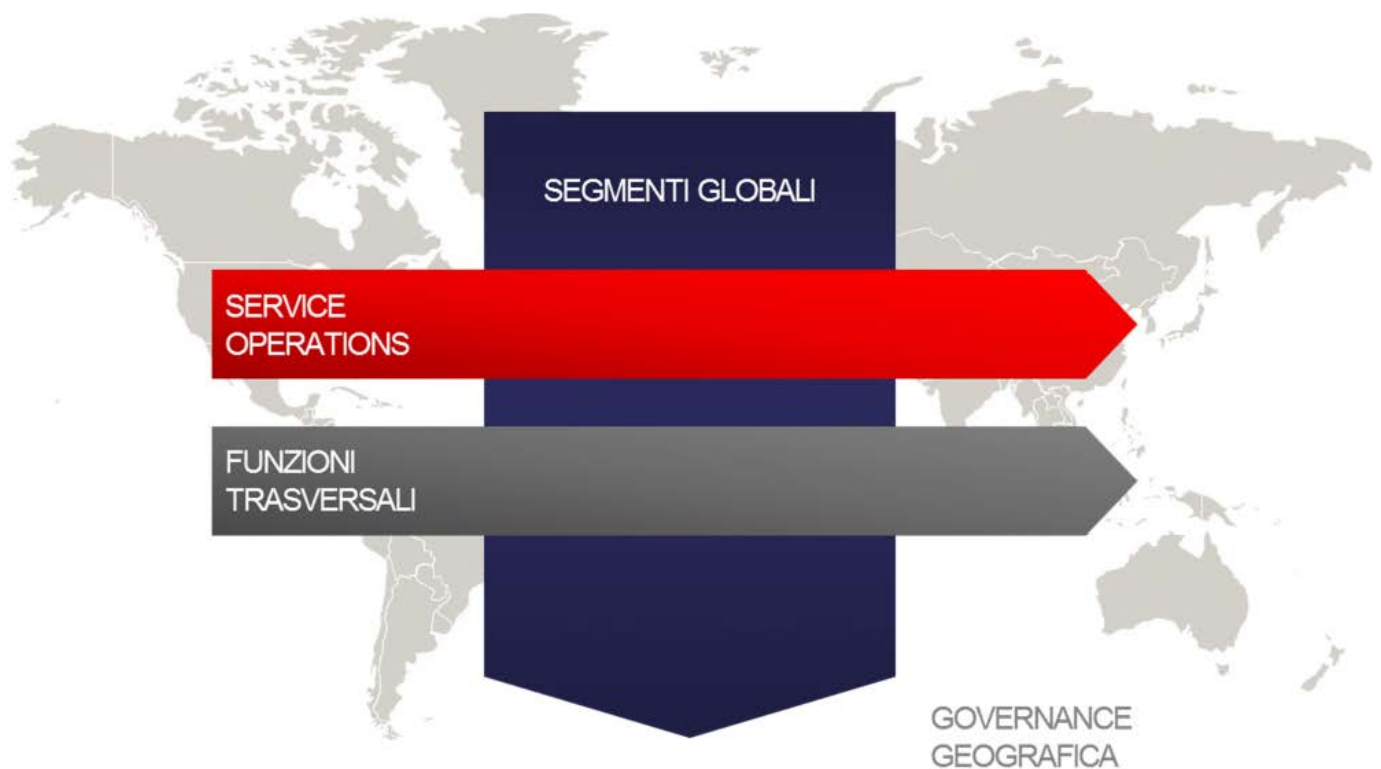 SEGMENTI GLOBALI
SERVICE
OPERATIONS
FUNZIONI
TRASVERSALI
GOVERNANCE
GEOGRAFICA